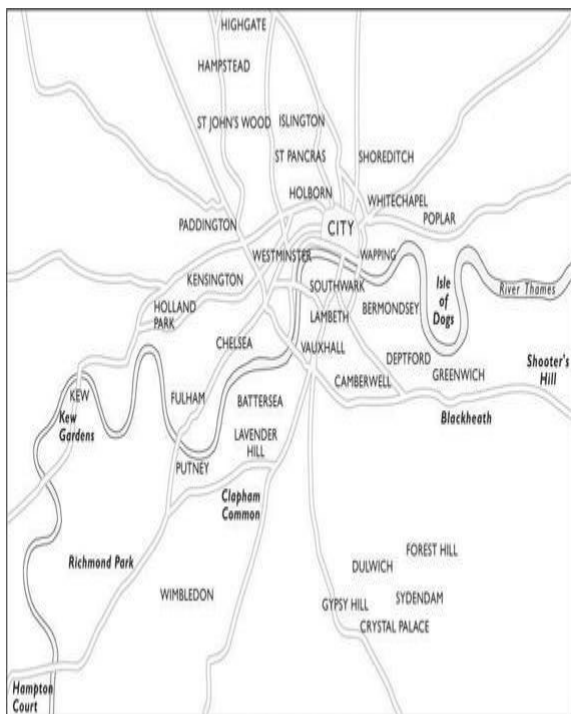 HIGHGATE
HAMPSTEAD
ST JOHN'S WOOD
ISLINGTON
ST PANCRAS
SHOREDITCH
HOLBORN
WHITECHAPEL
PADDINGTON
CITY
POPLAR
WESTMINSTER
WAPPING
KENSINGTON
SOUTHWARK
Isle
of
Dogs
River Thames
HOLLAND
PARK
LAMBETH
BERMONDSEY
CHELSEA
VAUXHALL
DEPTFORD
GREENWICH
Shooter's
Hill
CAMBERWELL
KEW
Kew
Gardens
FULHAM
BATTERSEA
Blackheath
LAVENDER
HILL
PUTNEY
Clapham
Common
Richmond Park
FOREST HILL
DULWICH
WIMBLEDON
GYPSY HILL
SYDENDAM
CRYSTAL PALACE
Hampton
Court